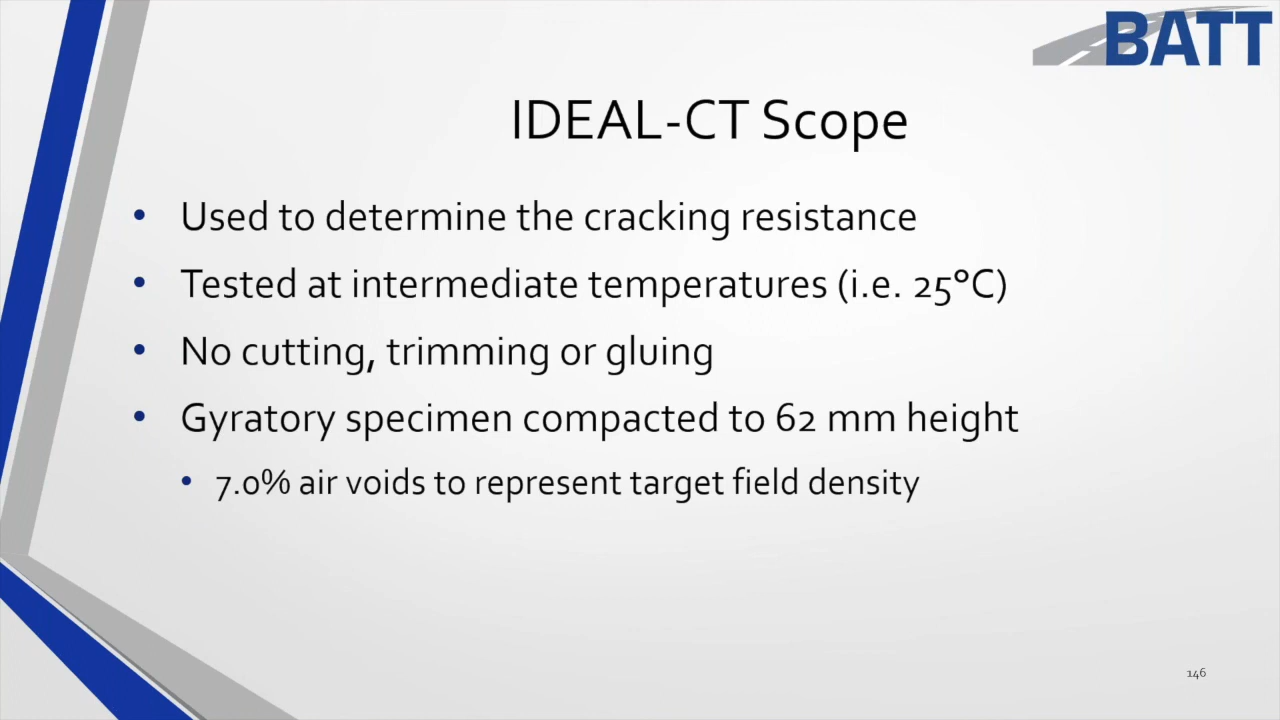 BATT
IDEAL-CT Scope
• Used to determine the cracking resistance
• Tested at intermediate temperatures (i.e. 25°C)
• No cutting, trimming or gluing
• Gyratory specimen compacted to 62 mm height
• 7.0% air voids to represent target field density
146